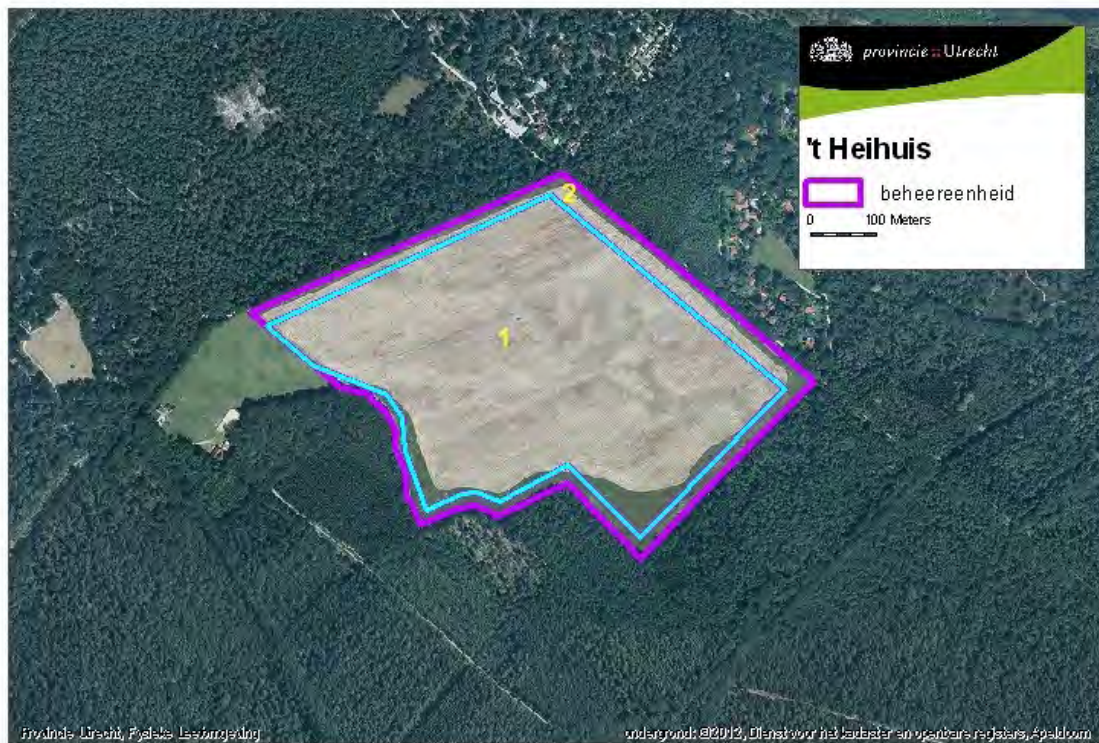 provincie :: Utrecht
't Heihuis
beheereenheid
0 100 Meters
2
1
Provincie Utrecht, Fysieke Leefomgeving
ondergrond: ©2012, Dienst voor het kadaster en openbare registers, Apeldoorn